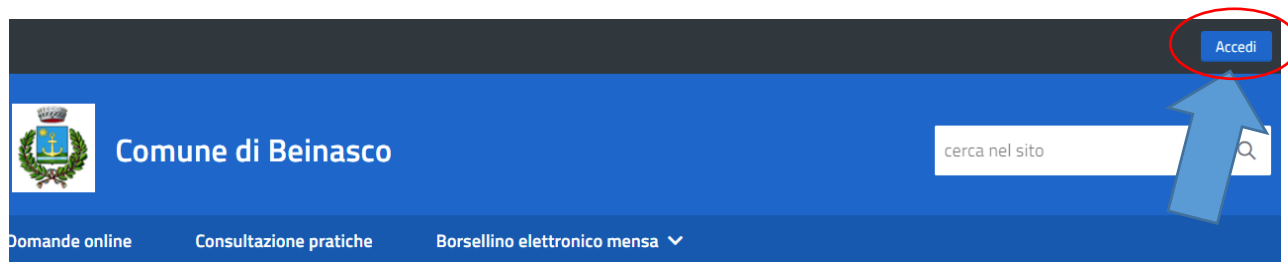 Accedi
Comune di Beinasco
cerca nel sito
Domande online
Consultazione pratiche
Borsellino elettronico mensa